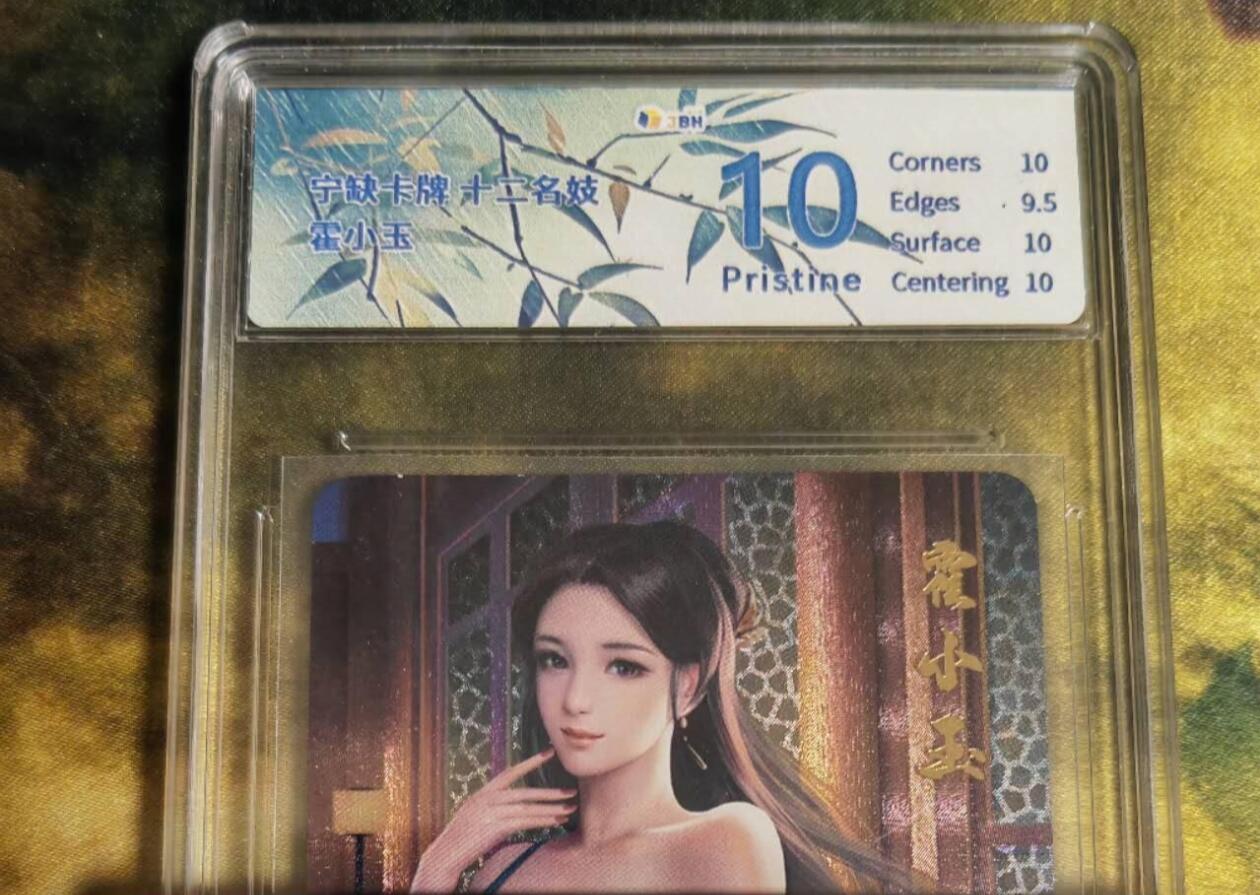 JBH
宁缺卡牌 十二名妓
霍小玉
10
Pristine
Corners 10
Edges 9.5
Surface 10
Centering 10
霍小玉